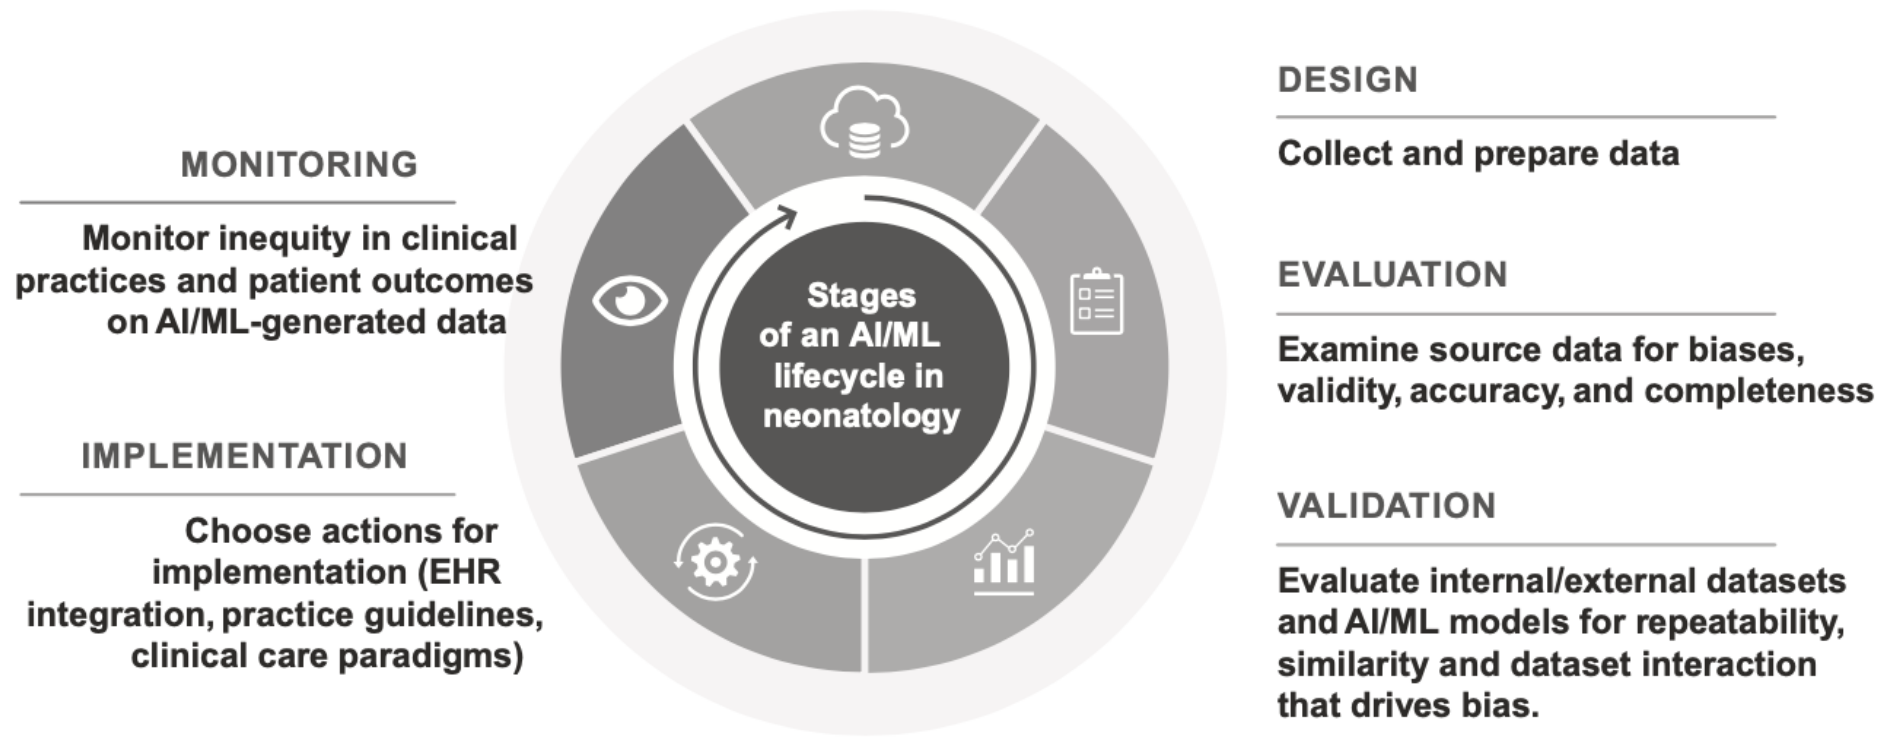 DESIGN
Collect and prepare data
EVALUATION
Examine source data for biases,
validity, accuracy, and completeness
VALIDATION
Evaluate internal/external datasets
and AI/ML models for repeatability,
similarity and dataset interaction
that drives bias.
IMPLEMENTATION
Choose actions for
implementation (EHR
integration, practice guidelines,
clinical care paradigms)
MONITORING
Monitor inequity in clinical
practices and patient outcomes
on AI/ML-generated data
Stages
of an AI/ML
lifecycle in
neonatology